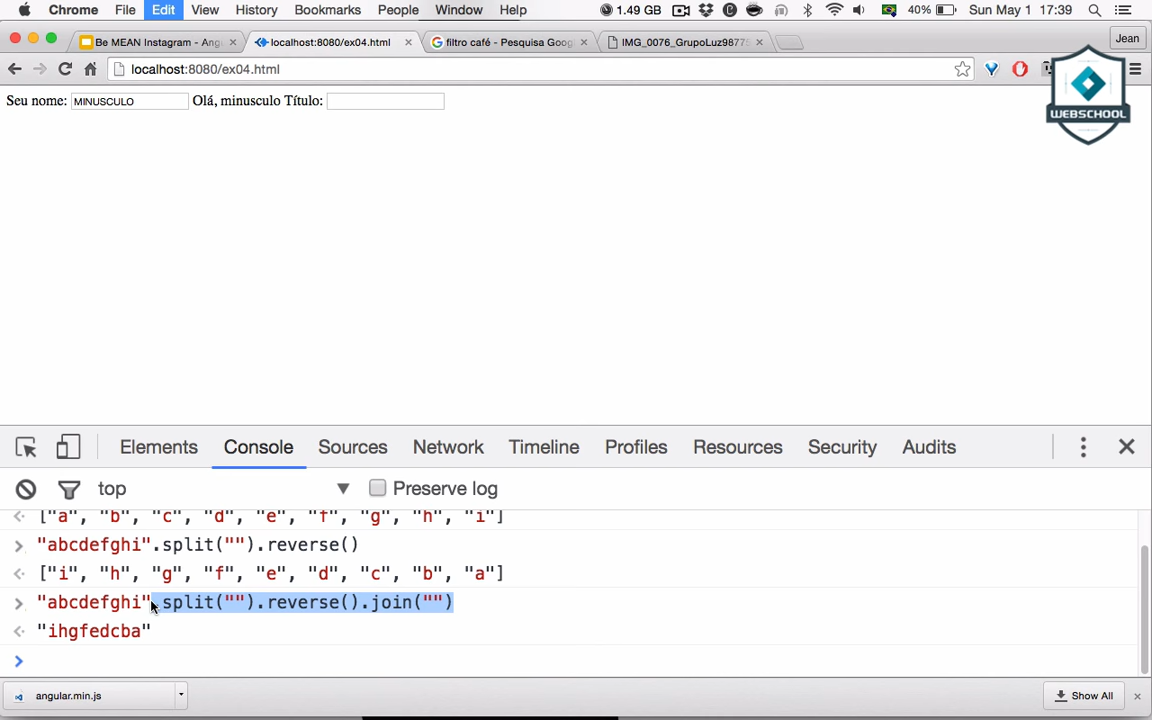 Chrome File Edit View History Bookmarks People Window Help 1.49 GB 40% Sun May 1 17:39
Be MEAN Instagram - Ang localhost:8080/ex04.html filtro café - Pesquisa Goog IMG_0076_GrupoLuz9877 Jean
localhost:8080/ex04.html
WEBSCHOOL
Seu nome: MINUSCULO Olá, minusculo Título:
Elements Console Sources Network Timeline Profiles Resources Security Audits
top Preserve log
["a", "b", "c", "d", "e", "f", "g", "h", "i"]
"abcdefghi".split("").reverse()
["i", "h", "g", "f", "e", "d", "c", "b", "a"]
"abcdefghi".split("").reverse().join("")
"ihgfedcba"
angular.min.js Show All